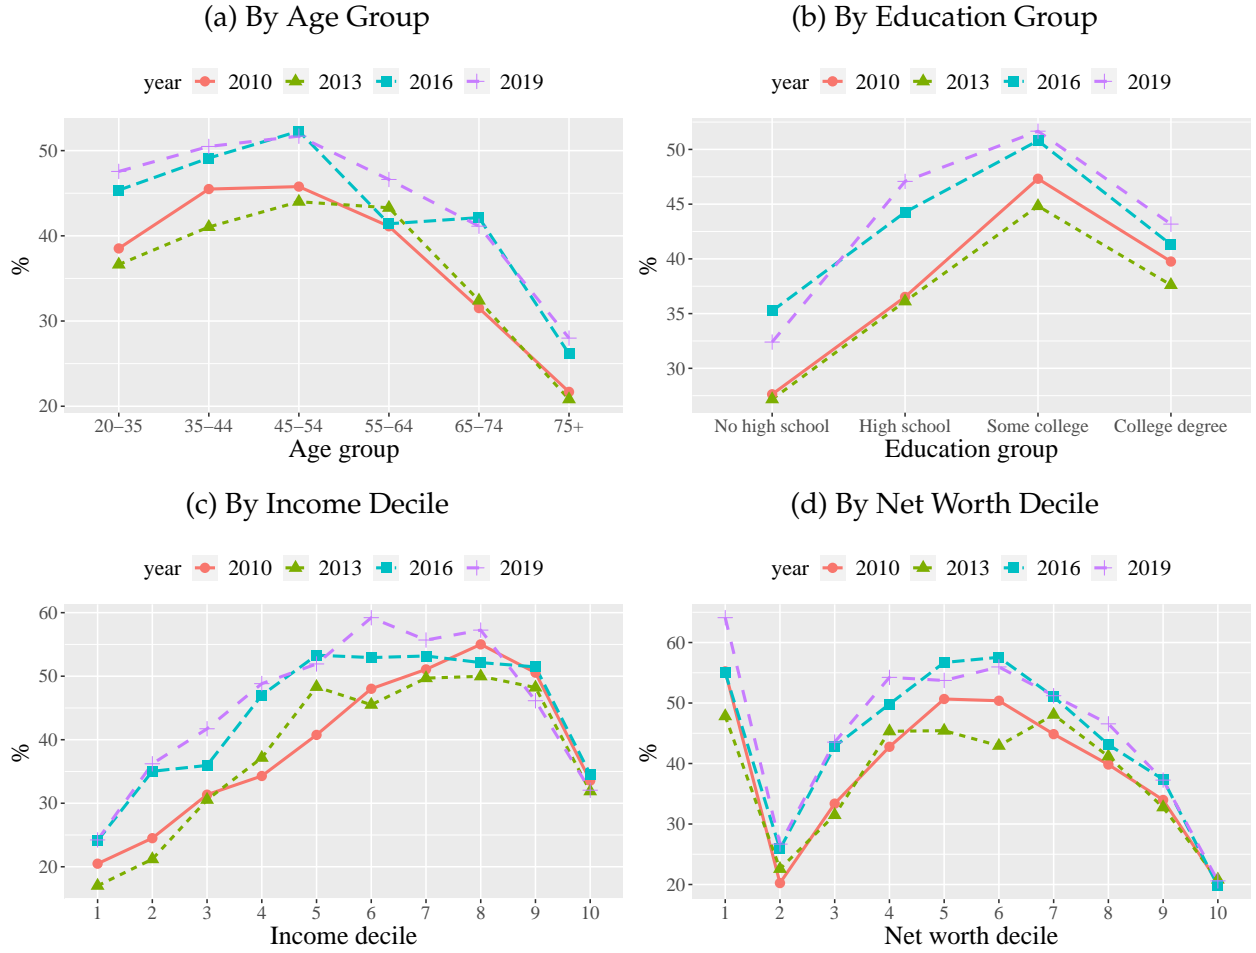 (a) By Age Group
year 2010 2013 2016 2019
50
40
30
20
%
20–35 35–44 45–54 55–64 65–74 75+
Age group
(b) By Education Group
year 2010 2013 2016 2019
50
45
40
35
30
%
No high school High school Some college College degree
Education group
(c) By Income Decile
year 2010 2013 2016 2019
60
50
40
30
20
%
1 2 3 4 5 6 7 8 9 10
Income decile
(d) By Net Worth Decile
year 2010 2013 2016 2019
60
50
40
30
20
%
1 2 3 4 5 6 7 8 9 10
Net worth decile